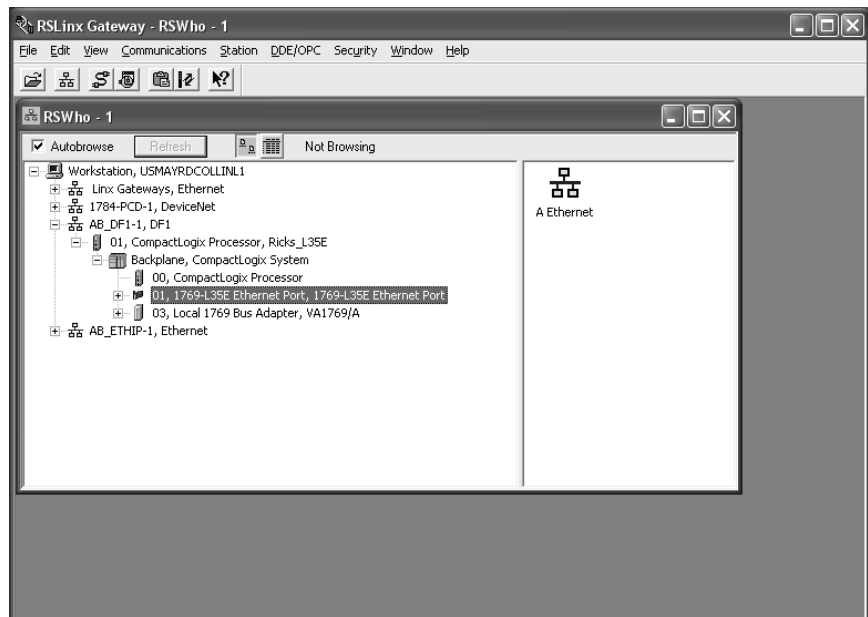 RSLinx Gateway - RSWho - 1
File Edit View Communications Station DDE/OPC Security Window Help
RSWho - 1
Autobrowse Refresh Not Browsing
Workstation, USMAYRDCOLLINL1
Linx Gateways, Ethernet
1784-PCD-1, DeviceNet
AB_DF1-1, DF1
01, CompactLogix Processor, Ricks_L35E
Backplane, CompactLogix System
00, CompactLogix Processor
01, 1769-L35E Ethernet Port, 1769-L35E Ethernet Port
03, Local 1769 Bus Adapter, VA1769/A
AB_ETHIP-1, Ethernet
A Ethernet